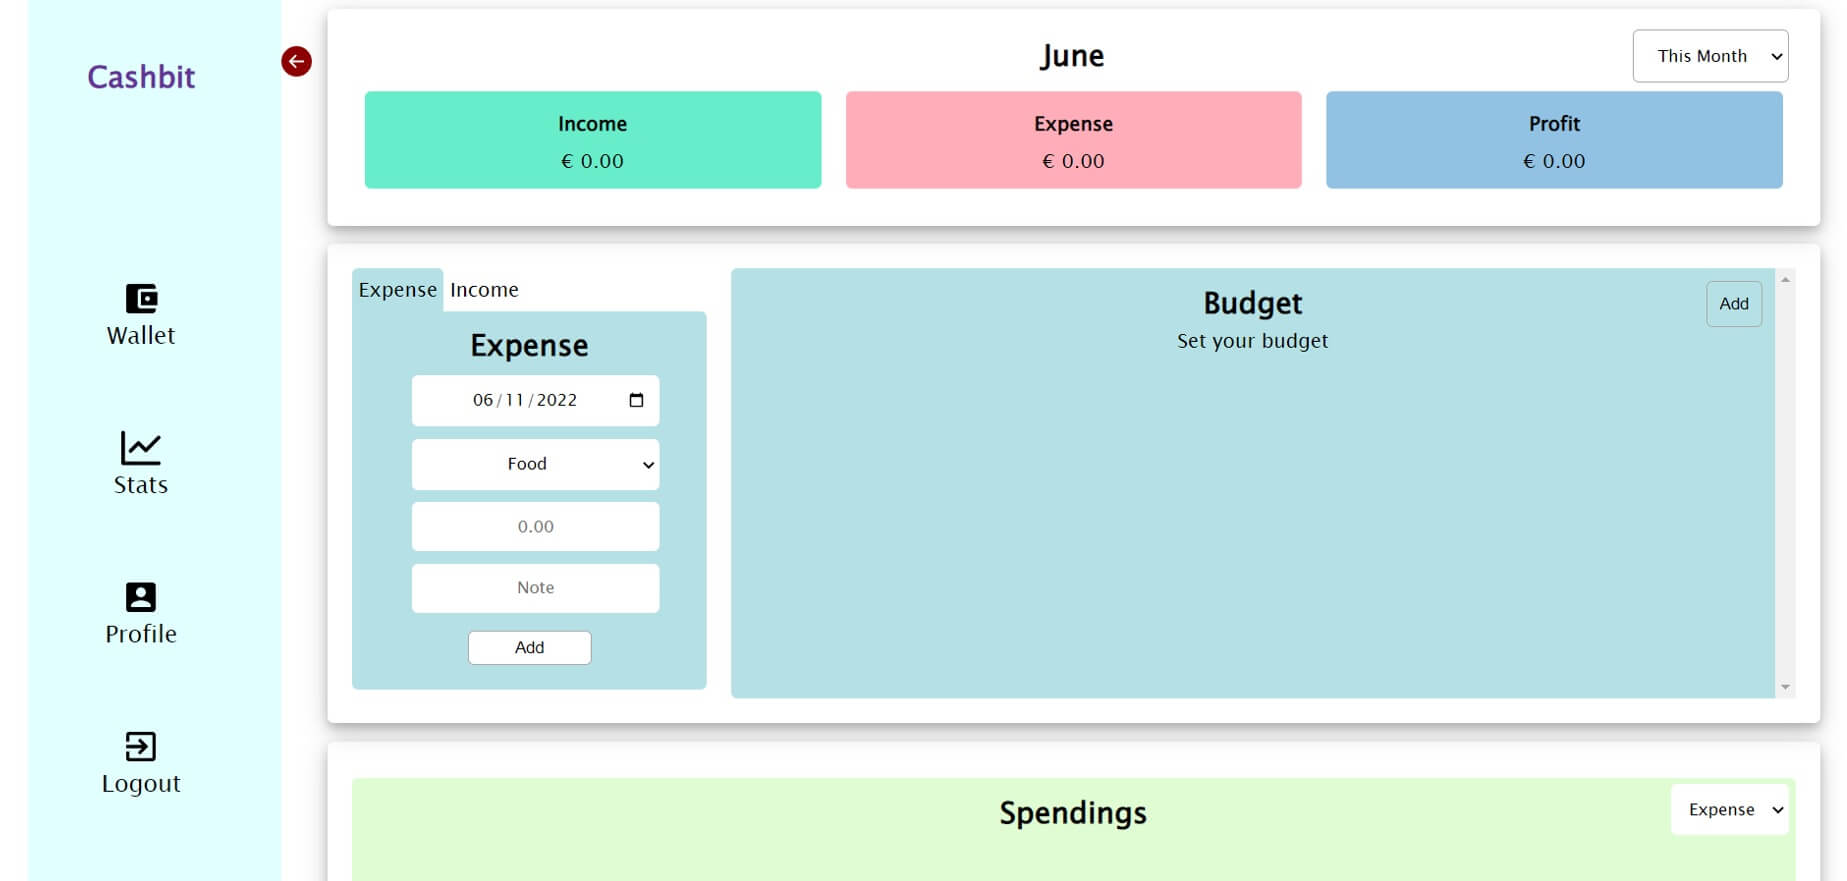 Cashbit
Wallet
Stats
Profile
Logout
June
This Month
Income
€ 0.00
Expense
€ 0.00
Profit
€ 0.00
Expense Income
Expense
06/11/2022
Food
0.00
Note
Add
Budget
Add
Set your budget
Spendings
Expense